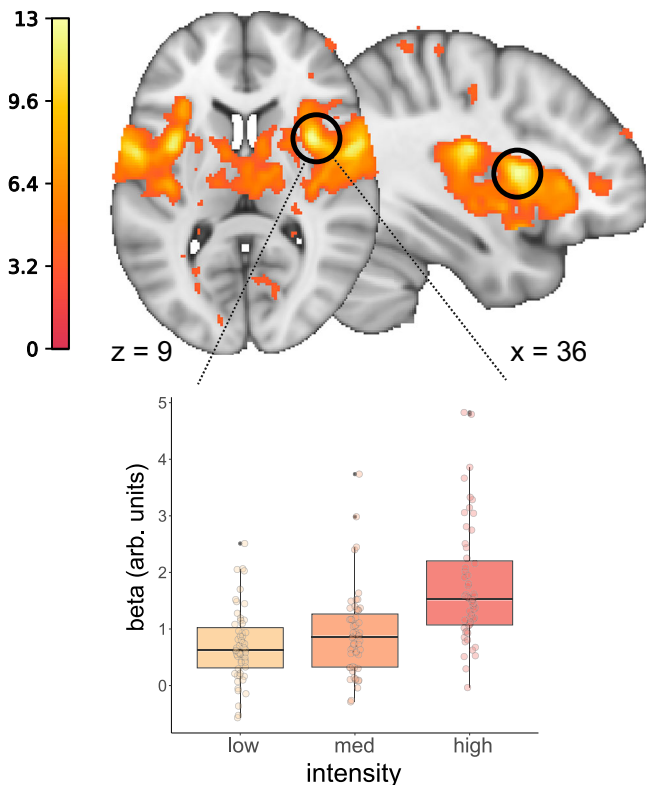 13
9.6
6.4
3.2
0
z = 9
x = 36
5
4
3
2
1
0
beta (arb. units)
low med high
intensity